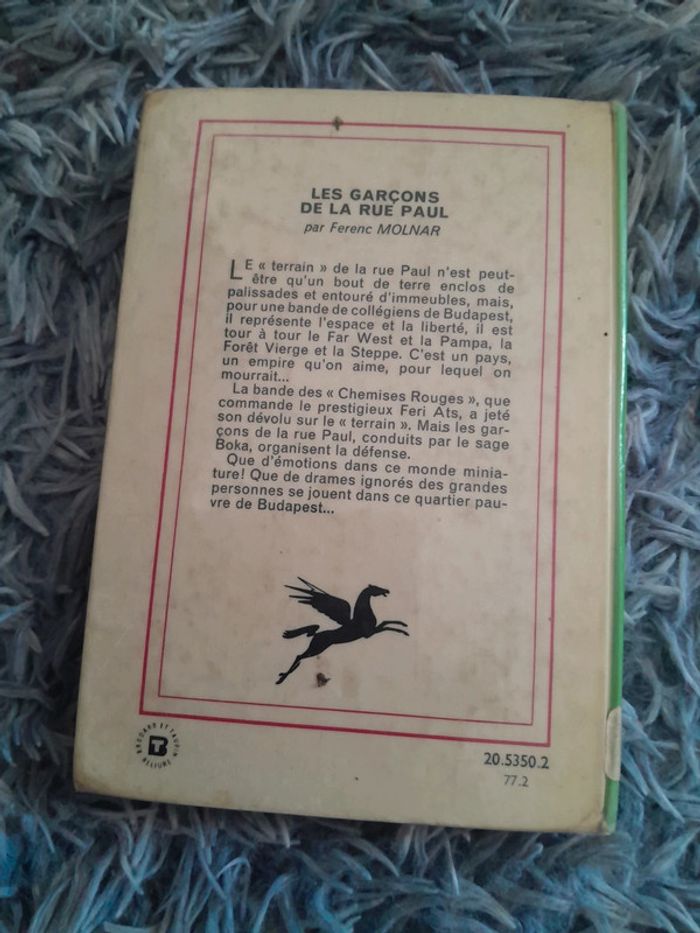 LES GARÇONS
DE LA RUE PAUL
par Ferenc MOLNAR
LE « terrain » de la rue Paul n'est peut-
être qu'un bout de terre enclos de
palissades et entouré d'immeubles, mais,
pour une bande de collégiens de Budapest,
il représente l'espace et la liberté, il est
tour à tour le Far West et la Pampa, la
Forêt Vierge et la Steppe. C'est un pays,
un empire qu'on aime, pour lequel on
mourrait...
La bande des « Chemises Rouges », que
commande le prestigieux Feri Ats, a jeté
son dévolu sur le « terrain ». Mais les gar-
çons de la rue Paul, conduits par le sage
Boka, organisent la défense.
Que d'émotions dans ce monde minia-
ture! Que de drames ignorés des grandes
personnes se jouent dans ce quartier pau-
vre de Budapest...
BRODARD ET TAUPIN
RELIURE
20.5350.2
77.2